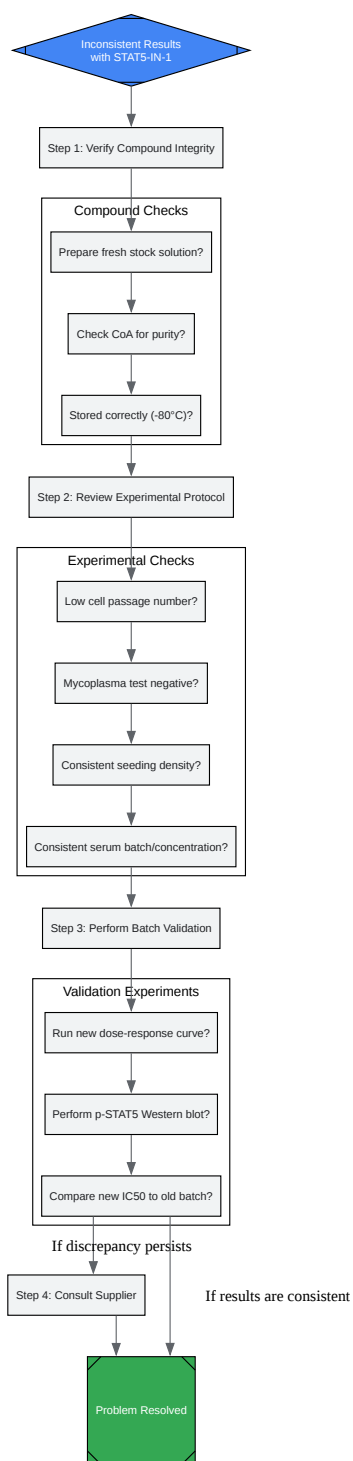 Inconsistent Results
with STAT5-IN-1
Step 1: Verify Compound Integrity
Compound Checks
Prepare fresh stock solution?
Check CoA for purity?
Stored correctly (-80°C)?
Step 2: Review Experimental Protocol
Experimental Checks
Low cell passage number?
Mycoplasma test negative?
Consistent seeding density?
Consistent serum batch/concentration?
Step 3: Perform Batch Validation
Validation Experiments
Run new dose-response curve?
Perform p-STAT5 Western blot?
Compare new IC50 to old batch?
If discrepancy persists
Step 4: Consult Supplier
If results are consistent
Problem Resolved